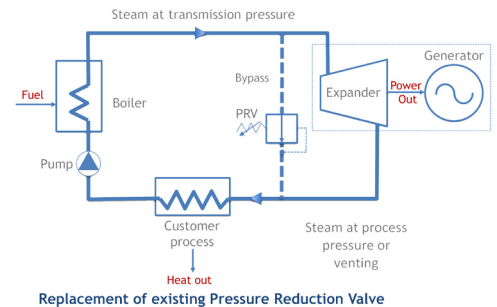 Steam at transmission pressure
Generator
Fuel
Boiler
Bypass
Expander
Power
Out
PRV
Pump
Customer
process
Steam at process
pressure or
venting
Heat out
Replacement of existing Pressure Reduction Valve